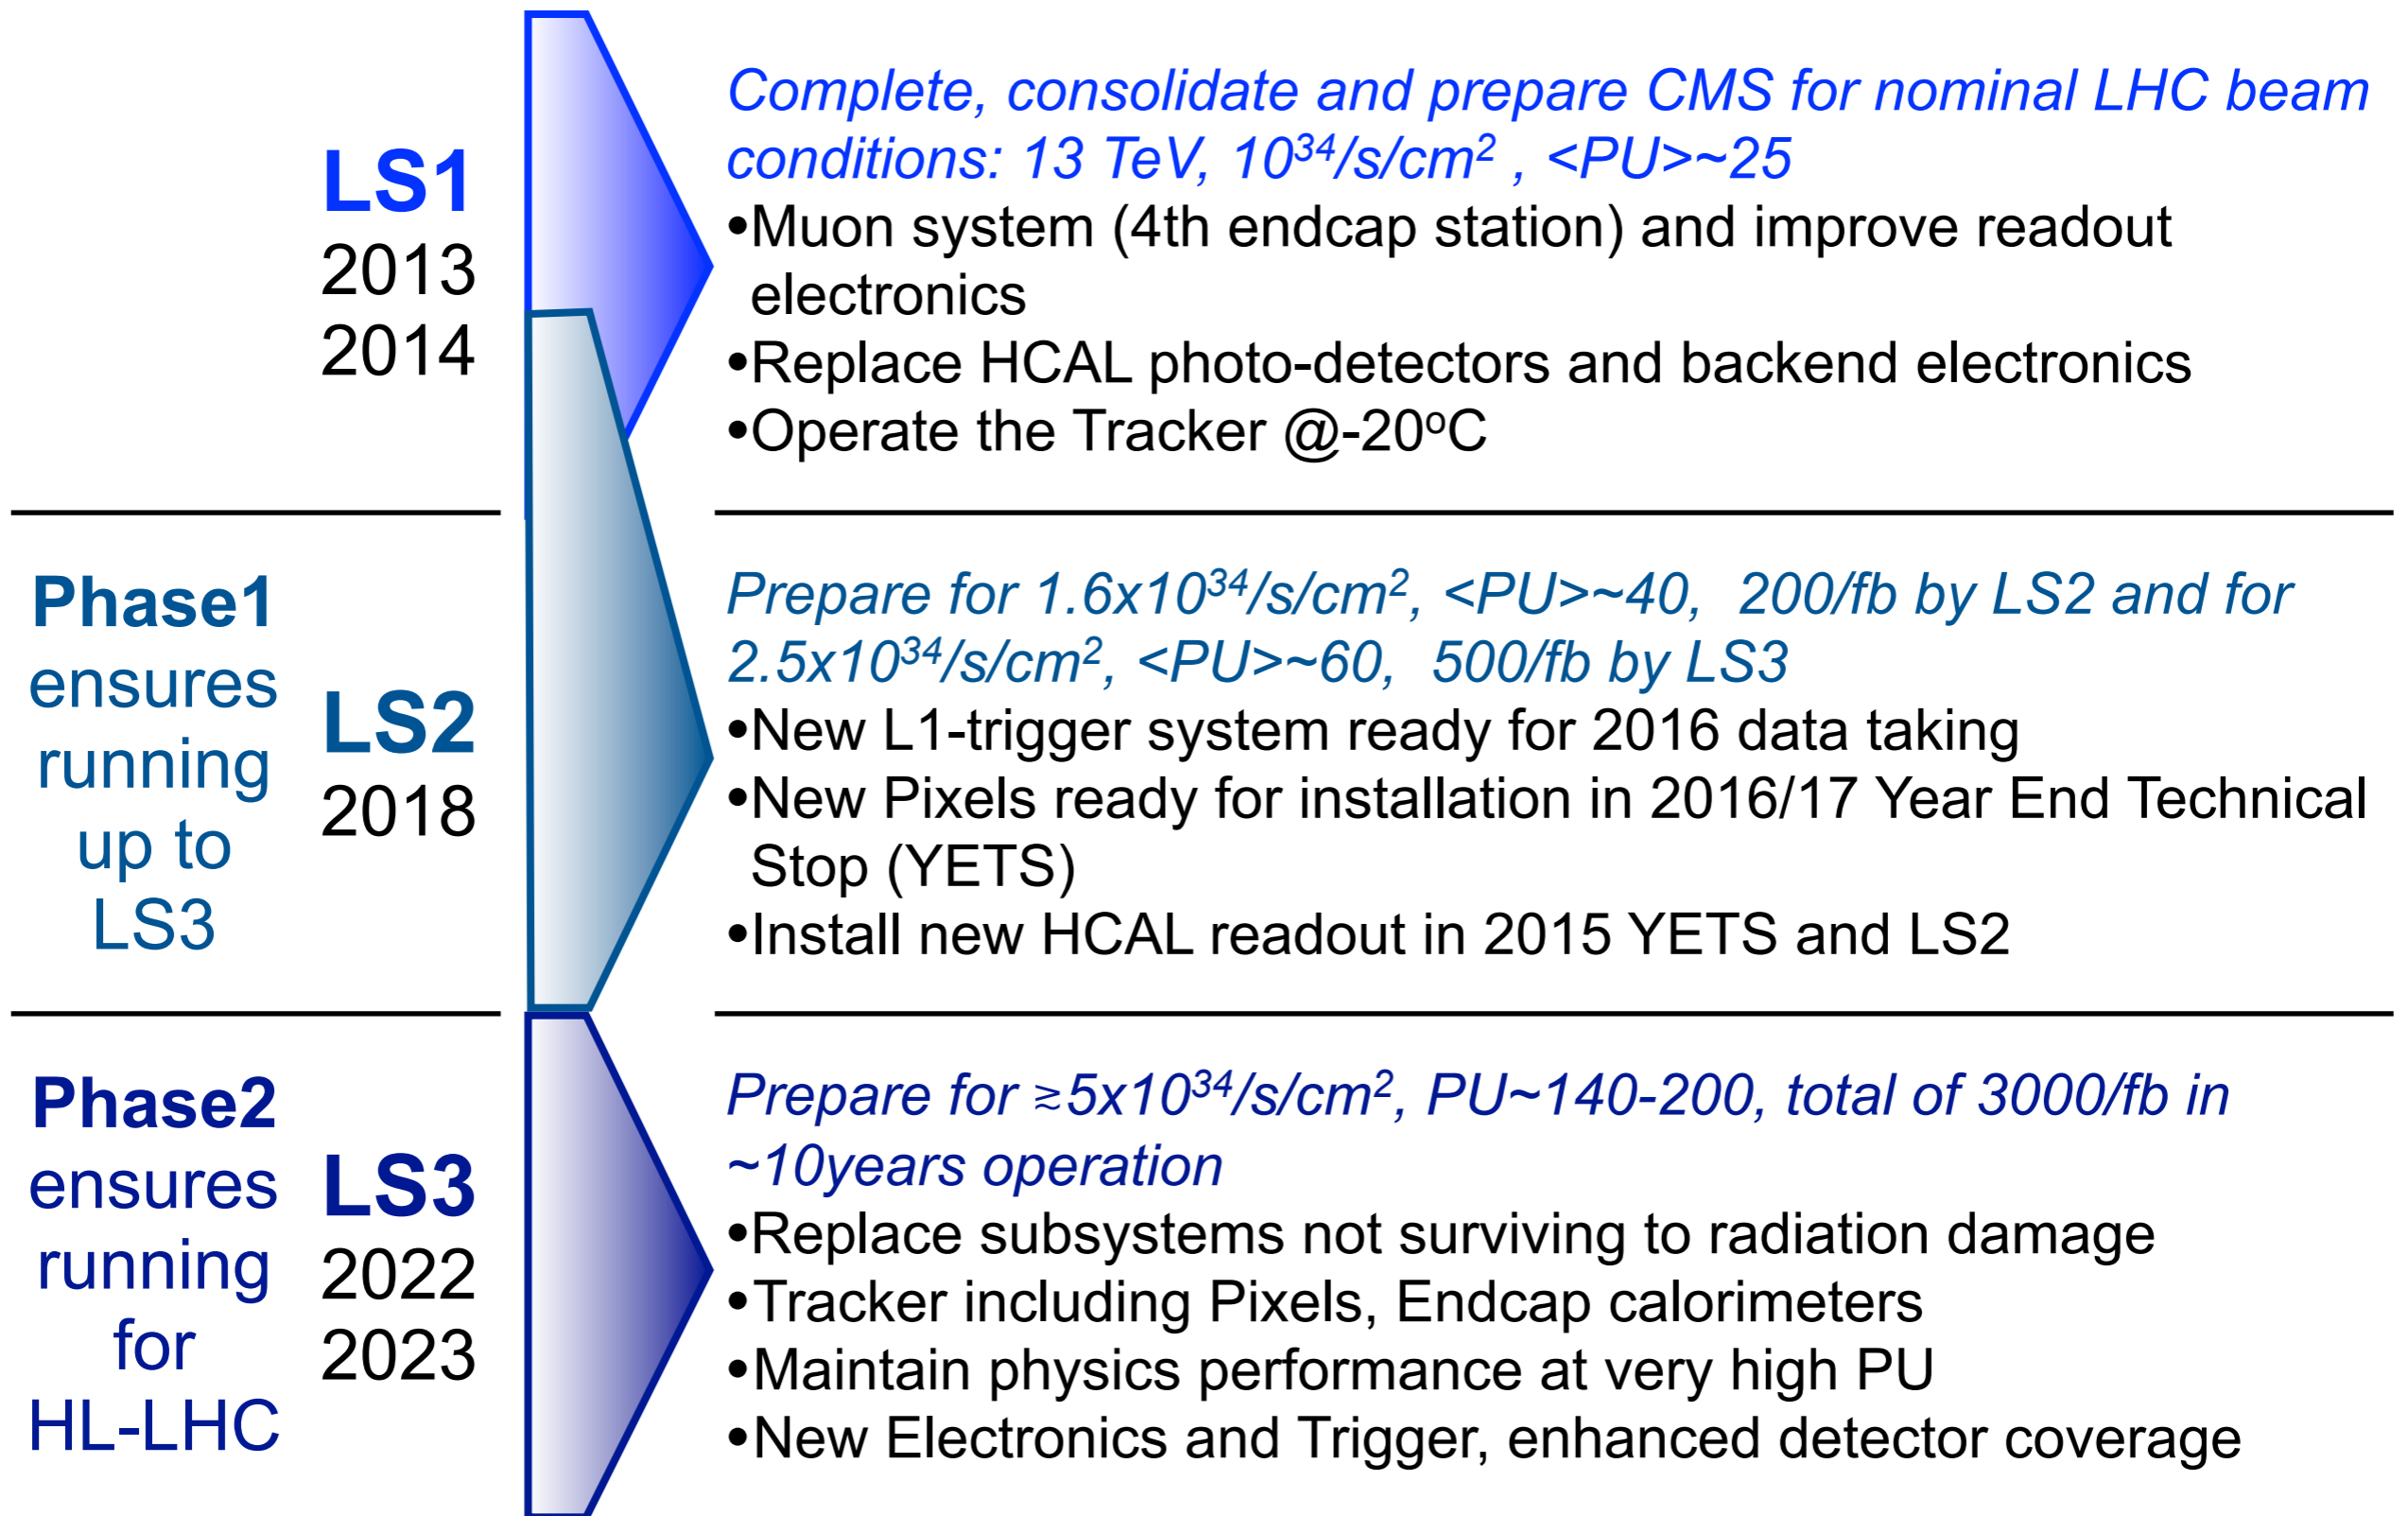 LS1
2013
2014
Complete, consolidate and prepare CMS for nominal LHC beam
conditions: 13 TeV, 10³⁴/s/cm² , <PU>~25
•Muon system (4th endcap station) and improve readout
electronics
•Replace HCAL photo-detectors and backend electronics
•Operate the Tracker @-20ºC
Phase1
ensures
running
up to
LS3
LS2
2018
Prepare for 1.6x10³⁴/s/cm², <PU>~40, 200/fb by LS2 and for
2.5x10³⁴/s/cm², <PU>~60, 500/fb by LS3
•New L1-trigger system ready for 2016 data taking
•New Pixels ready for installation in 2016/17 Year End Technical
Stop (YETS)
•Install new HCAL readout in 2015 YETS and LS2
Phase2
ensures
running
for
HL-LHC
LS3
2022
2023
Prepare for ≳5x10³⁴/s/cm², PU~140-200, total of 3000/fb in
~10years operation
•Replace subsystems not surviving to radiation damage
•Tracker including Pixels, Endcap calorimeters
•Maintain physics performance at very high PU
•New Electronics and Trigger, enhanced detector coverage